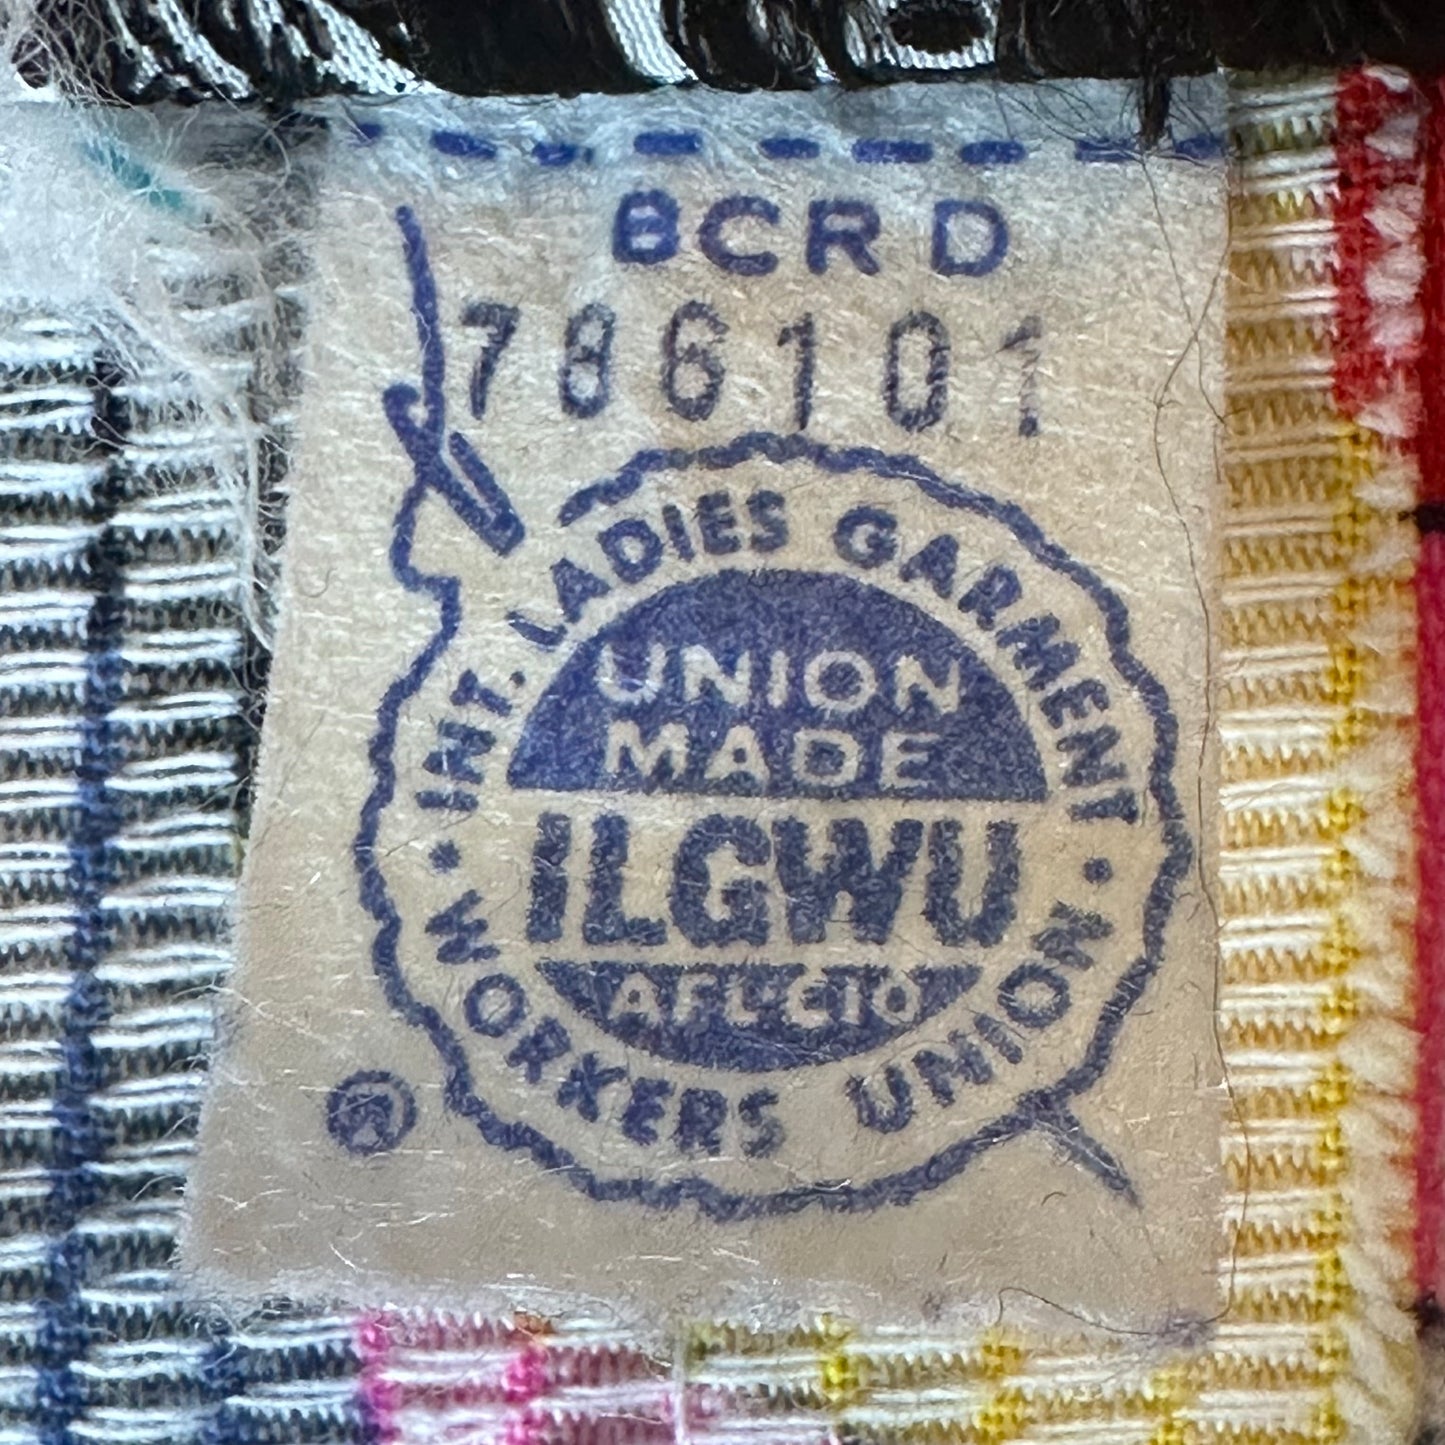 BCRD
786101
INT. LADIES GARMENT
UNION
MADE
ILGWU
AFL-CIO
WORKERS UNION
®